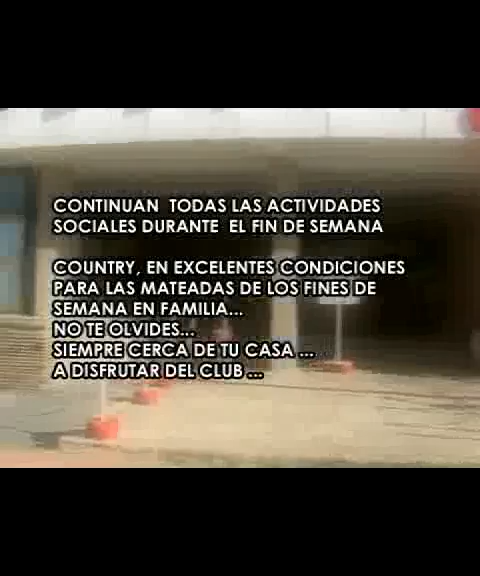 CONTINUAN TODAS LAS ACTIVIDADES
SOCIALES DURANTE EL FIN DE SEMANA
COUNTRY, EN EXCELENTES CONDICIONES
PARA LAS MATEADAS DE LOS FINES DE
SEMANA EN FAMILIA...
NO TE OLVIDES...
SIEMPRE CERCA DE TU CASA ...
A DISFRUTAR DEL CLUB ...